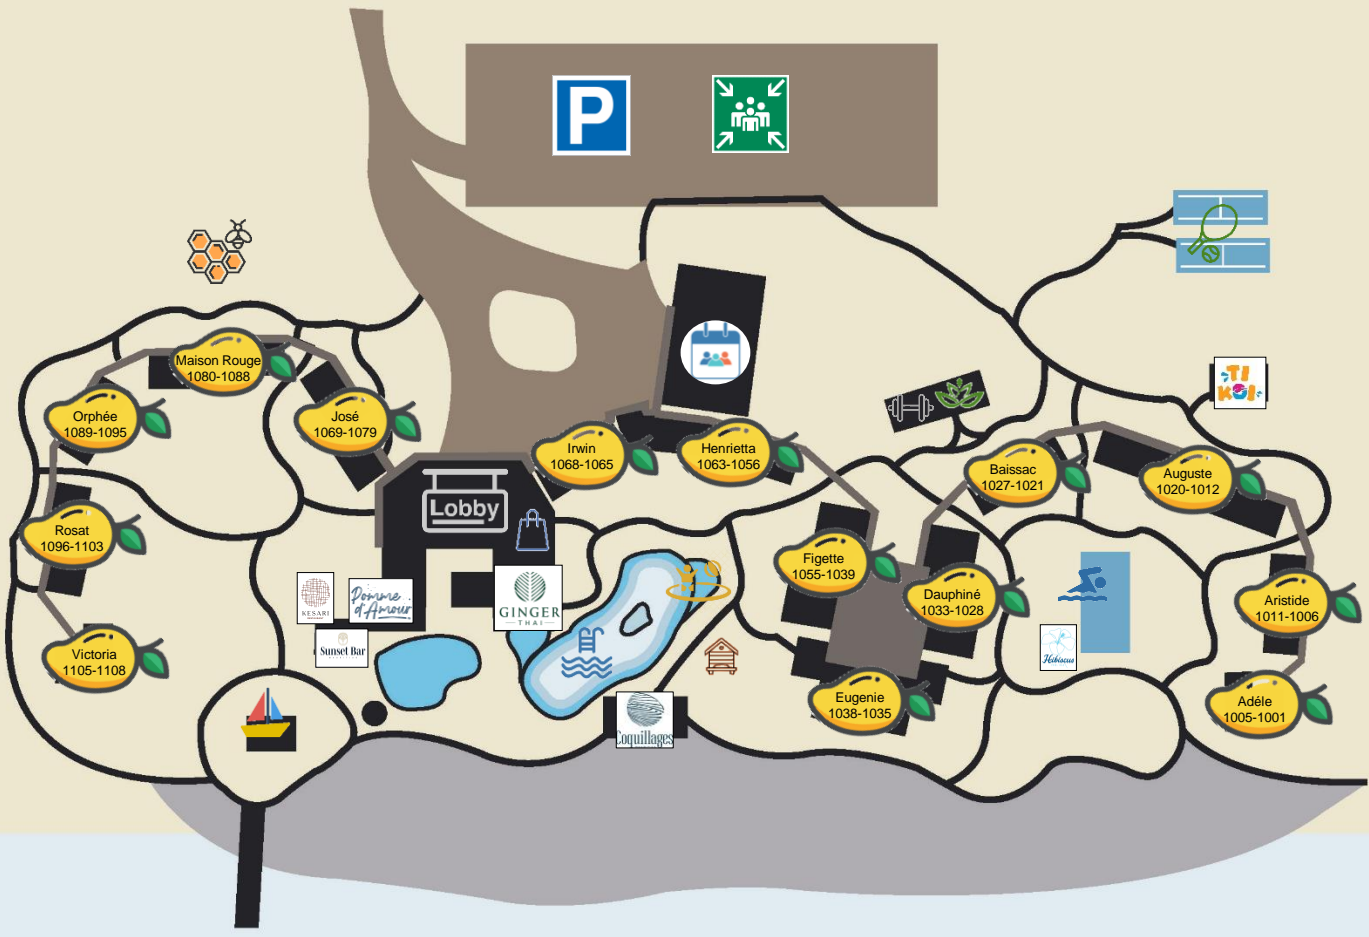 P
TI
KOI
Maison Rouge
1080-1088
Orphée
1089-1095
José
1069-1079
Irwin
1068-1065
Henrietta
1063-1056
Baissac
1027-1021
Auguste
1020-1012
Lobby
Rosat
1096-1103
Figette
1055-1039
Dauphiné
1033-1028
Aristide
1011-1006
KESARI
Pomme
d'Amour
GINGER
THAI
Sunset Bar
Hibiscus
Victoria
1105-1108
Eugenie
1038-1035
Adéle
1005-1001
Coquillages